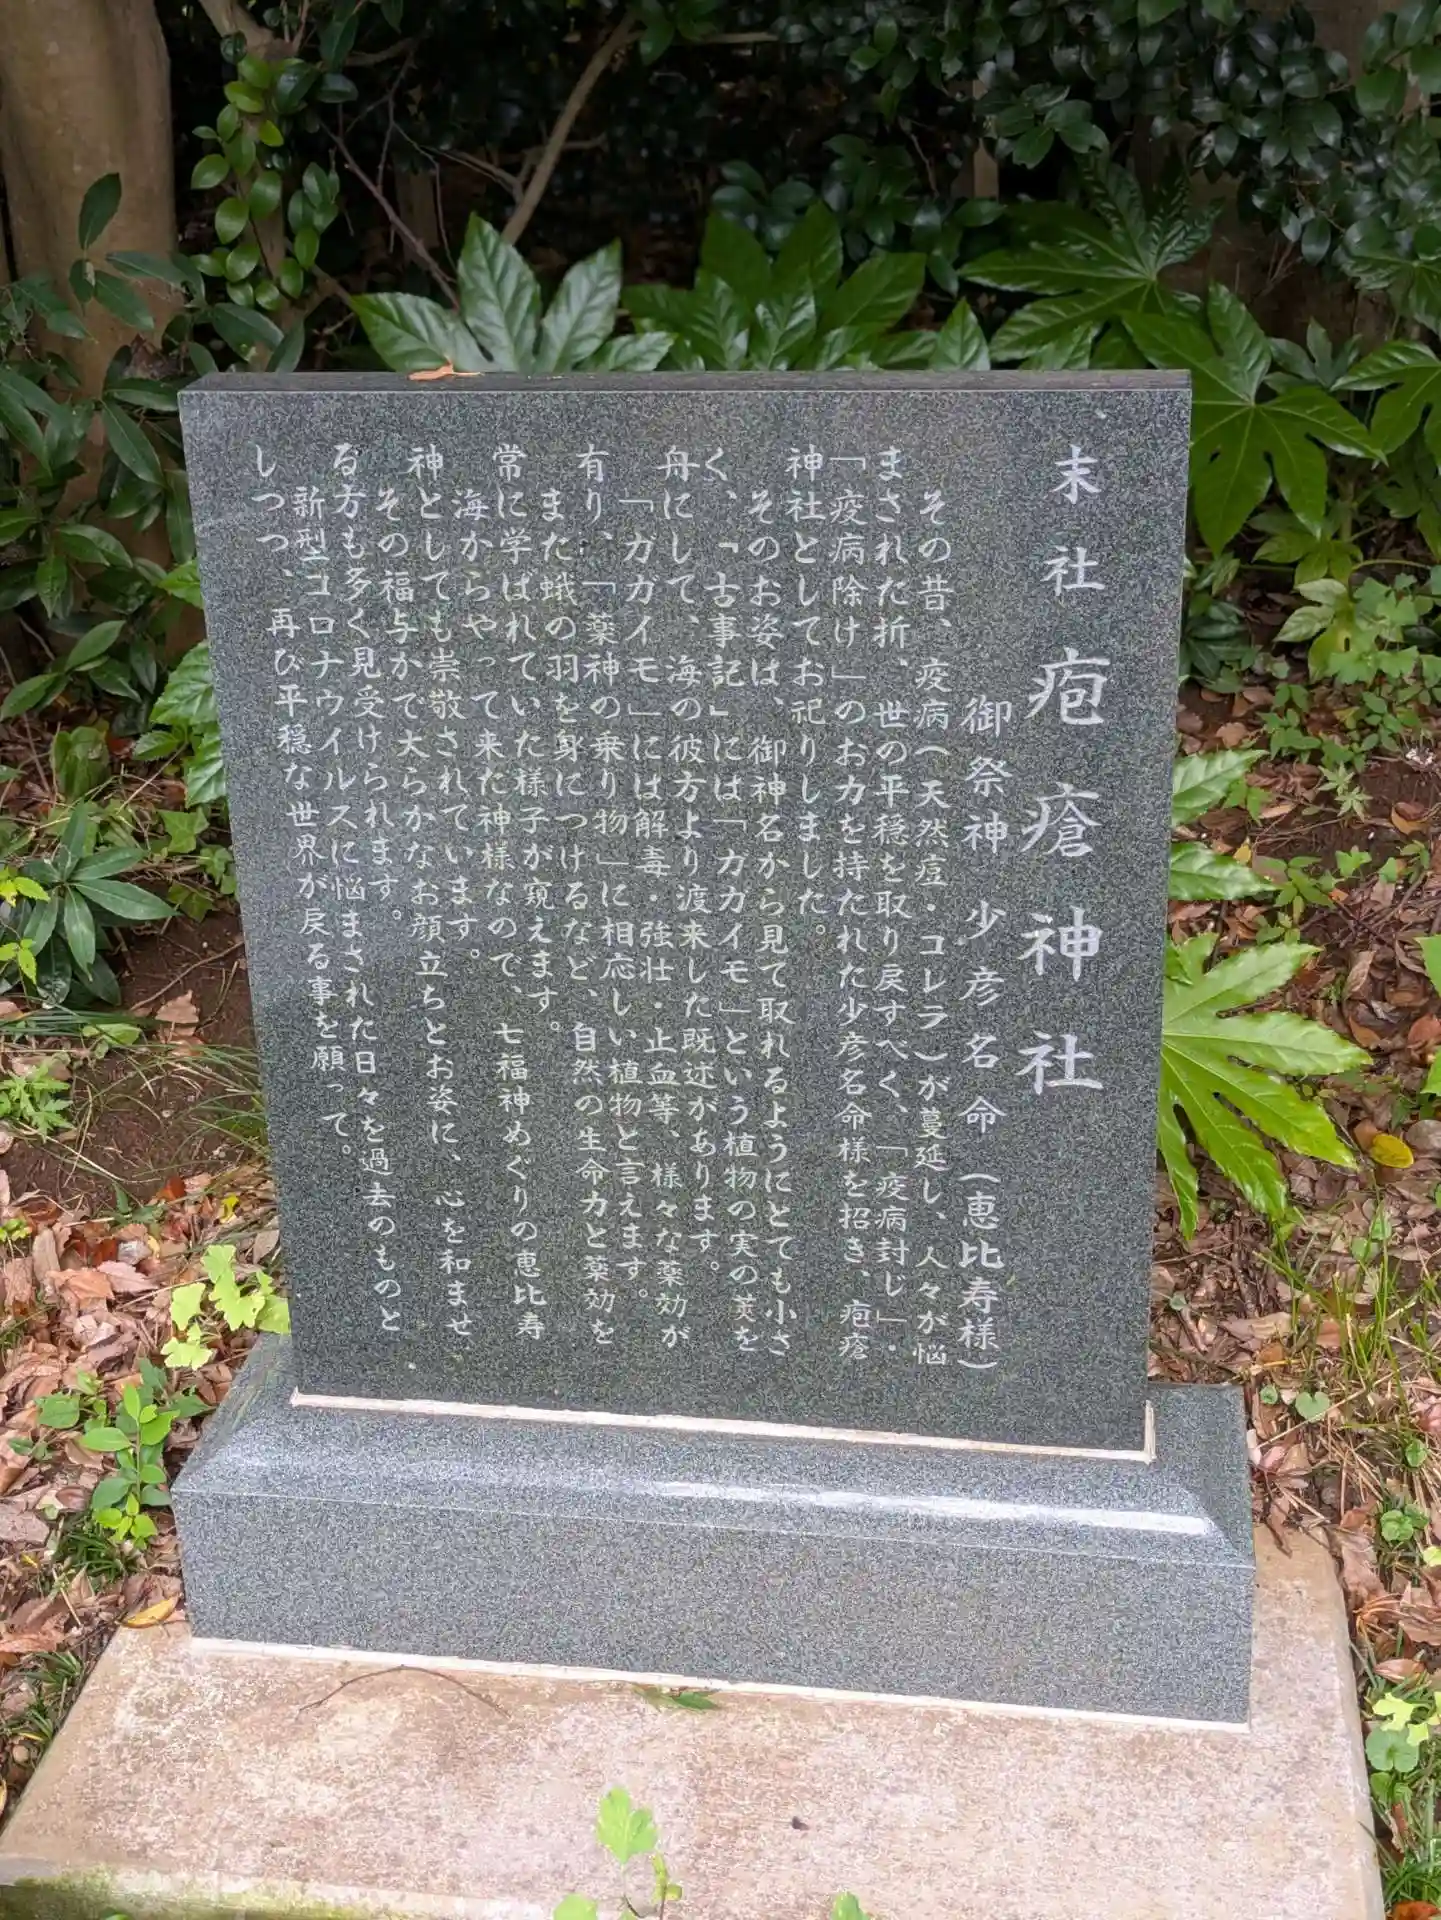 末社 疱瘡神社
御祭神 少彦名命（恵比寿様）
その昔、疫病（天然痘・コレラ）が蔓延し、人々が悩
まされた折、世の平穏を取り戻すべく、「疫病封じ」・
「疫病除け」のお力を持たれた少彦名命様を招き、疱瘡
神社としてお祀りしました。
そのお姿は、御神名から見て取れるようにとても小さ
く、「古事記」には「ガガイモ」という植物の実の莢を
舟にして、海の彼方より渡来した既述があります。
「ガガイモ」には解毒・強壮・止血等、様々な薬効が
有り、「薬神の乗り物」に相応しい植物と言えます。
また蛾の羽を身につけるなど、自然の生命力と薬効を
常に学ばれていた様子が窺えます。
海からやって来た神様なので、七福神めぐりの恵比寿
神としても崇敬されています。
その福与かで大らかなお顔立ちとお姿に、心を和ませ
る方も多く見受けられます。
新型コロナウイルスに悩まされた日々を過去のものと
しつつ、再び平穏な世界が戻る事を願って。